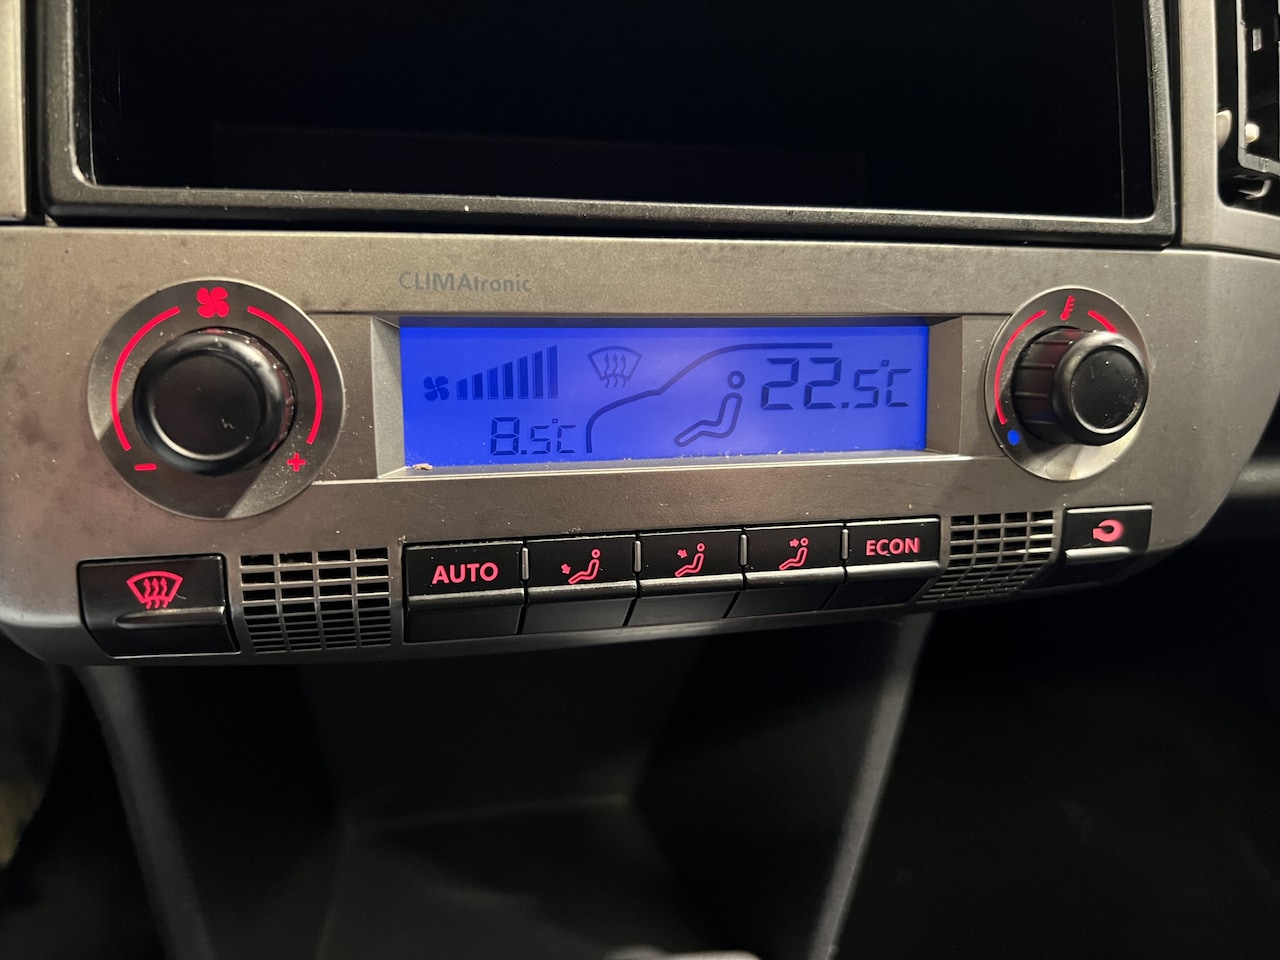 CLIMAtronic
22.5°C
8.5°C
- +
AUTO
ECON